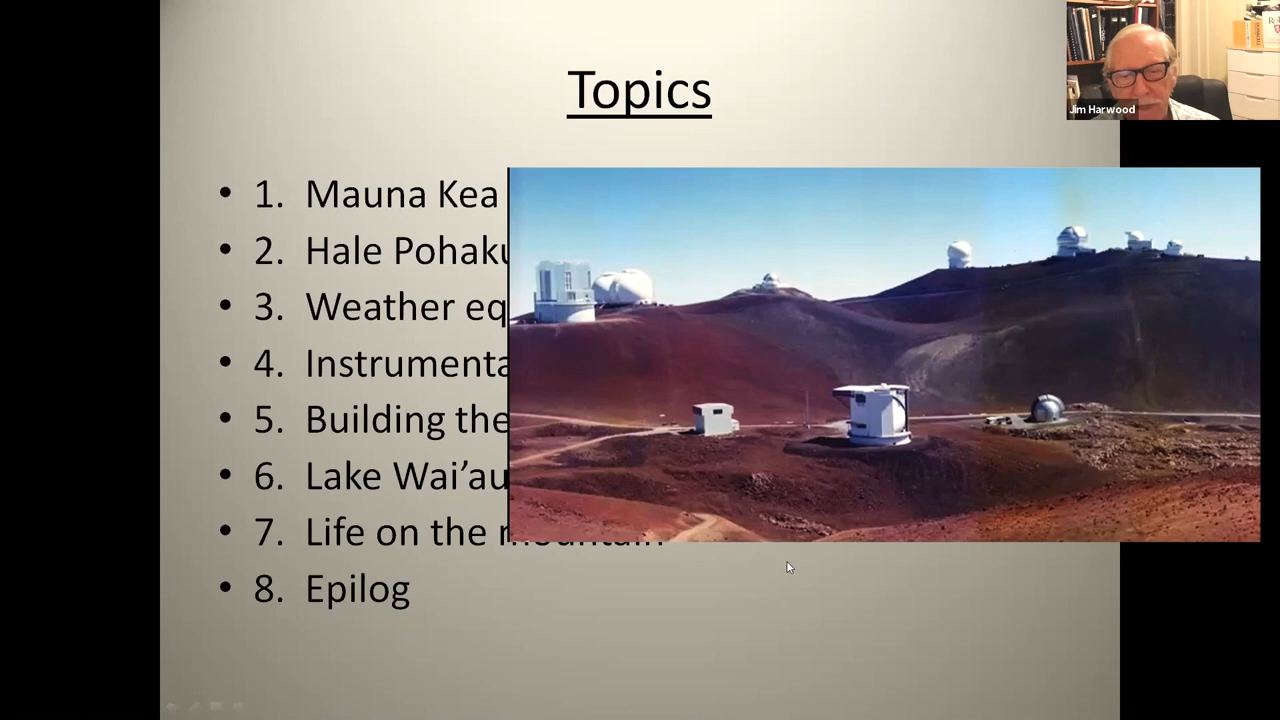 Topics
Jim Harwood
• 1. Mauna Kea
• 2. Hale Pohaku
• 3. Weather eq
• 4. Instrumenta
• 5. Building the
• 6. Lake Wai’au
• 7. Life on the mountain
• 8. Epilog